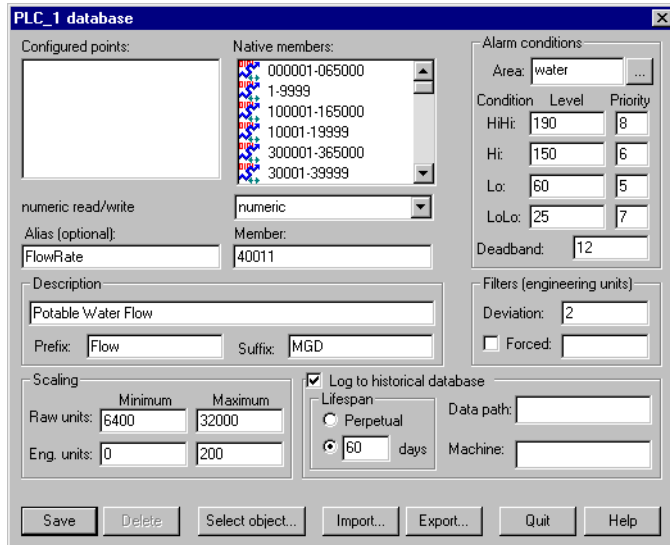 PLC_1 database
Configured points:
Native members:
000001-065000
1-9999
100001-165000
10001-19999
300001-365000
30001-39999
numeric read/write
numeric
Alias (optional):
Member:
FlowRate
40011
Alarm conditions
Area: water ...
Condition Level Priority
HiHi: 190 8
Hi: 150 6
Lo: 60 5
LoLo: 25 7
Deadband: 12
Description
Potable Water Flow
Prefix: Flow Suffix: MGD
Filters (engineering units)
Deviation: 2
Forced:
Scaling
Minimum Maximum
Raw units: 6400 32000
Eng. units: 0 200
Log to historical database
Lifespan
Perpetual
60 days
Data path:
Machine:
Save Delete Select object... Import... Export... Quit Help